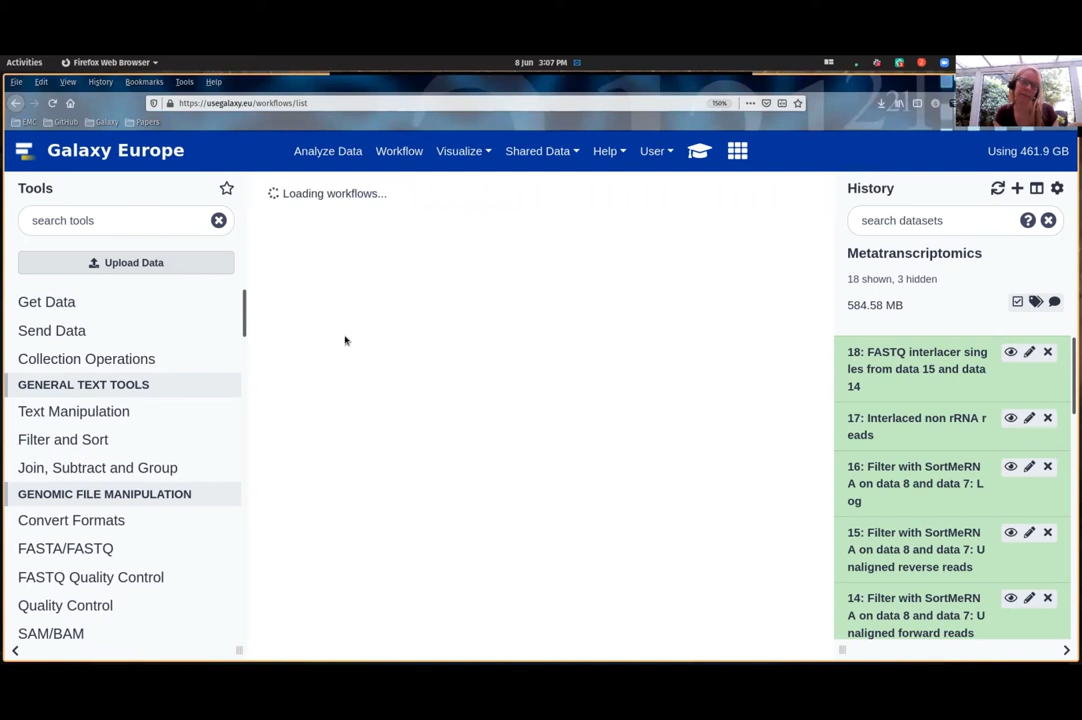 Activities Firefox Web Browser 8 Jun 3:07 PM
File Edit View History Bookmarks Tools Help
https://usegalaxy.eu/workflows/list 150%
EMC GitHub Galaxy Papers
Galaxy Europe Analyze Data Workflow Visualize Shared Data Help User Using 461.9 GB
Tools
search tools
Upload Data
Get Data
Send Data
Collection Operations
GENERAL TEXT TOOLS
Text Manipulation
Filter and Sort
Join, Subtract and Group
GENOMIC FILE MANIPULATION
Convert Formats
FASTA/FASTQ
FASTQ Quality Control
Quality Control
SAM/BAM
Loading workflows...
History
search datasets
Metatranscriptomics
18 shown, 3 hidden
584.58 MB
18: FASTQ interlacer sing
les from data 15 and data
14
17: Interlaced non rRNA r
eads
16: Filter with SortMeRN
A on data 8 and data 7: L
og
15: Filter with SortMeRN
A on data 8 and data 7: U
naligned reverse reads
14: Filter with SortMeRN
A on data 8 and data 7: U
naligned forward reads